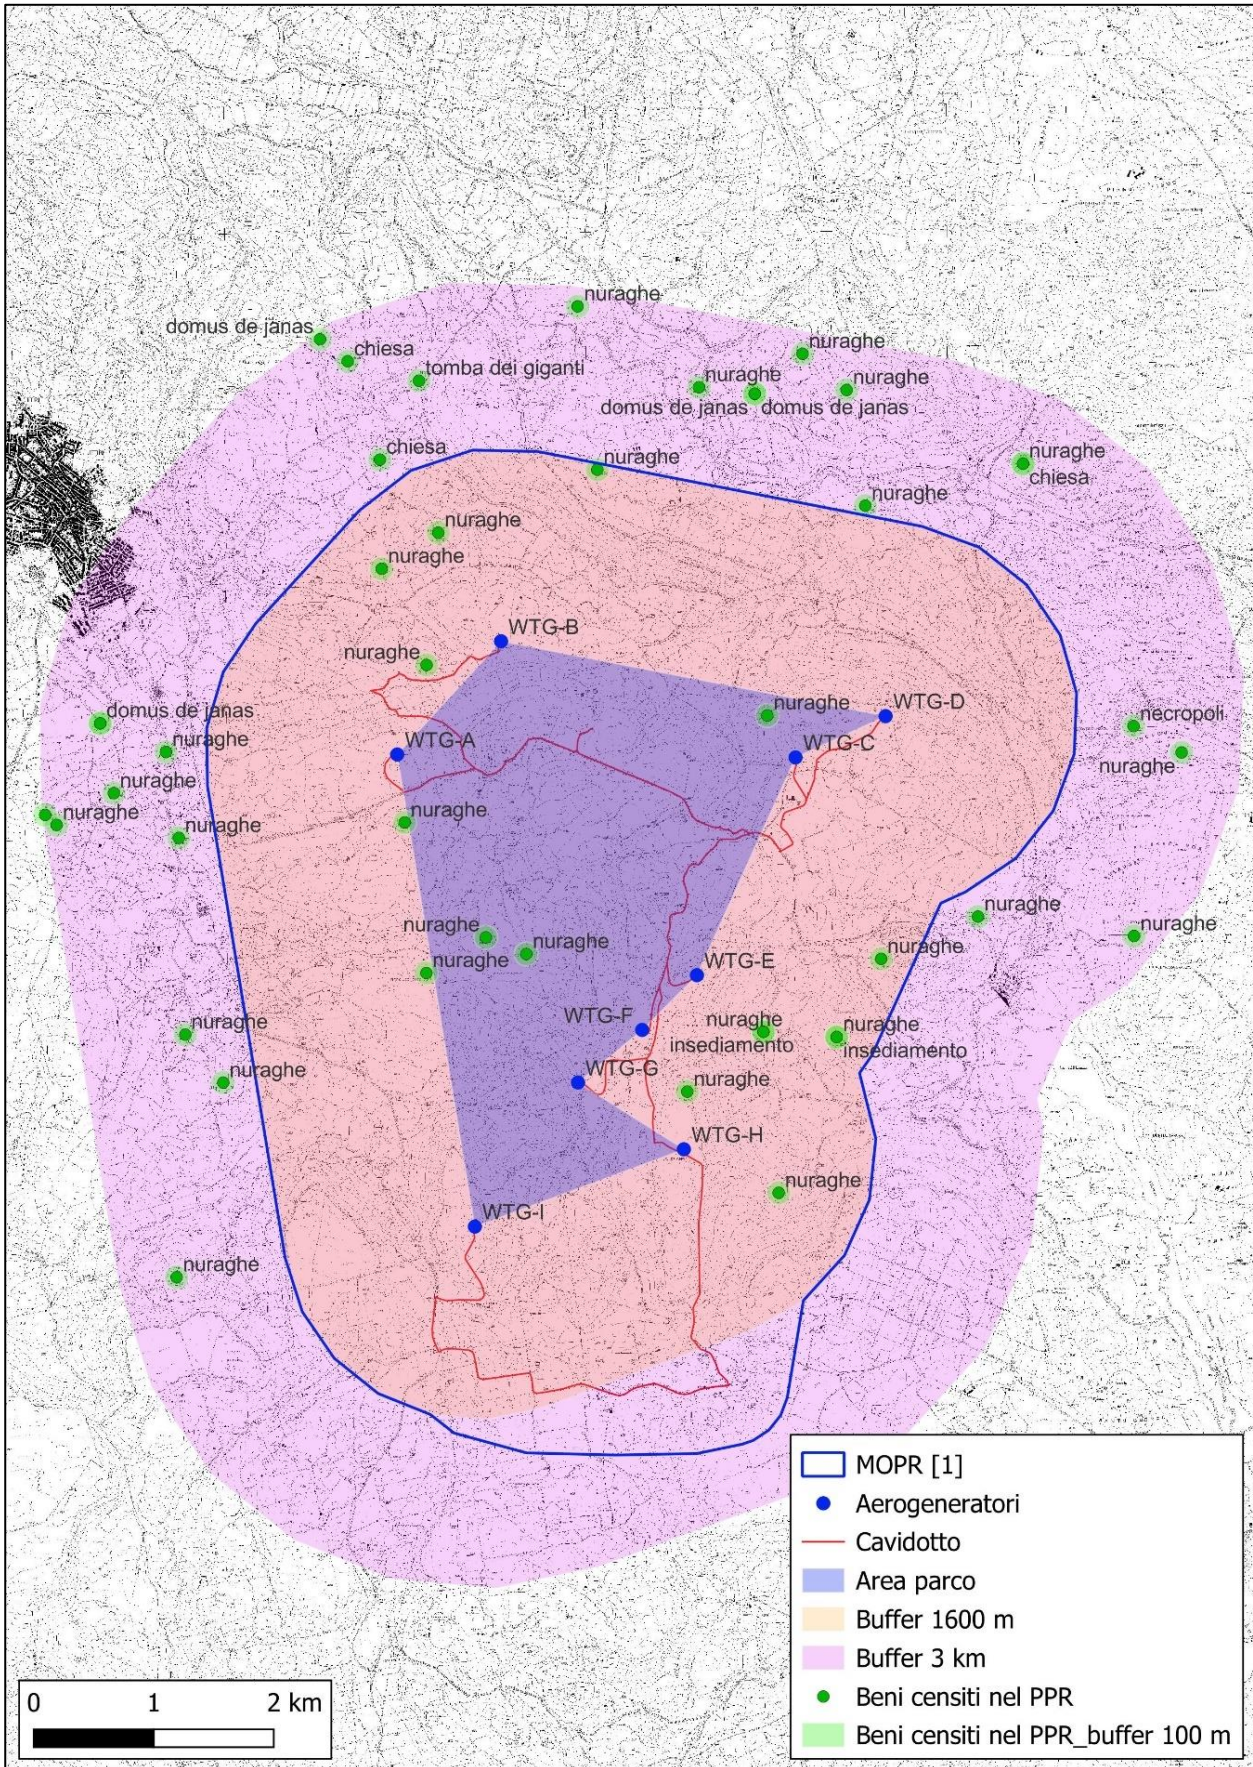 nuraghe
domus de janas
chiesa
nuraghe
tomba dei giganti
nuraghe
nuraghe
domus de janas
domus de janas
chiesa
nuraghe
nuraghe
chiesa
nuraghe
nuraghe
nuraghe
WTG-B
nuraghe
domus de janas
nuraghe
WTG-D
necropoli
nuraghe
WTG-A
WTG-C
nuraghe
nuraghe
nuraghe
nuraghe
nuraghe
nuraghe
nuraghe
nuraghe
nuraghe
nuraghe
nuraghe
nuraghe
WTG-E
WTG-F
nuraghe
insediamento
nuraghe
insediamento
nuraghe
WTG-G
nuraghe
nuraghe
WTG-H
nuraghe
WTG-I
nuraghe
MOPR [1]
Aerogeneratori
Cavidotto
Area parco
Buffer 1600 m
Buffer 3 km
Beni censiti nel PPR
Beni censiti nel PPR_buffer 100 m
0 1 2 km